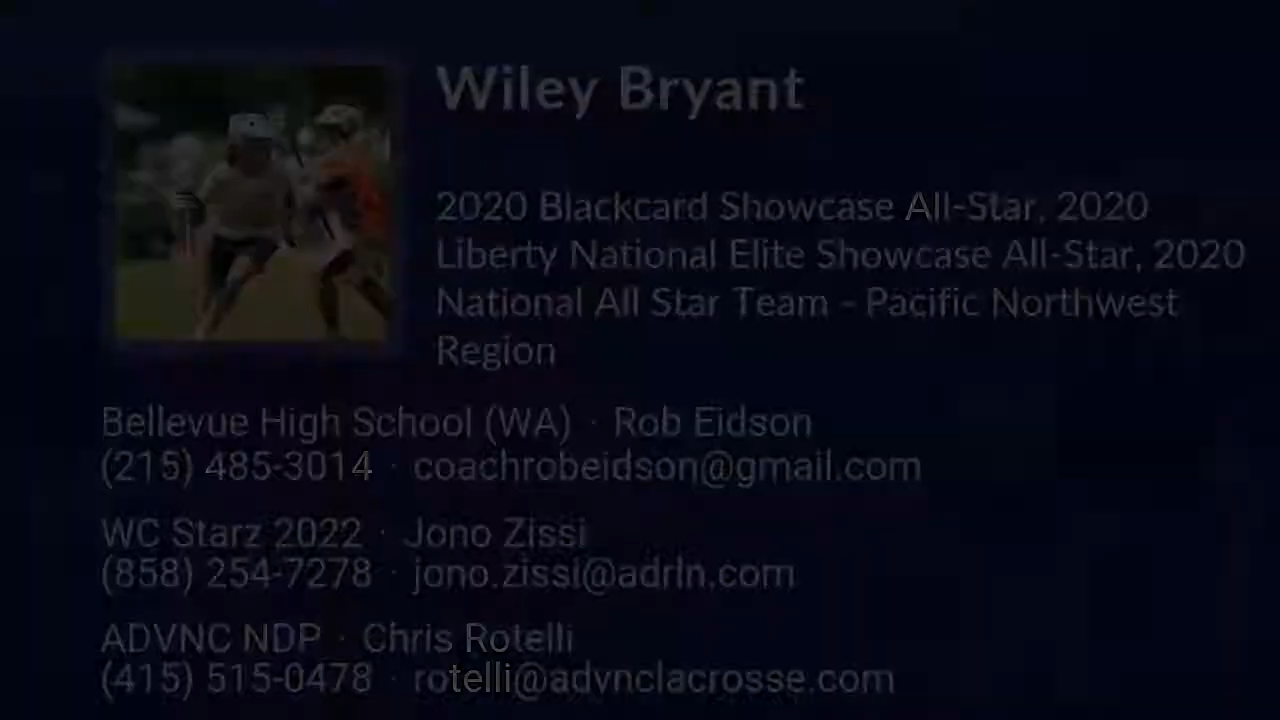 Wiley Bryant
2020 Blackcard Showcase All-Star, 2020
Liberty National Elite Showcase All-Star, 2020
National All Star Team - Pacific Northwest
Region
Bellevue High School (WA) · Rob Eidson
(215) 485-3014 · coachrobeidson@gmail.com
WC Starz 2022 · Jono Zissi
(858) 254-7278 · jono.zissi@adrln.com
ADVNC NDP · Chris Rotelli
(415) 515-0478 · rotelli@advnclacrosse.com